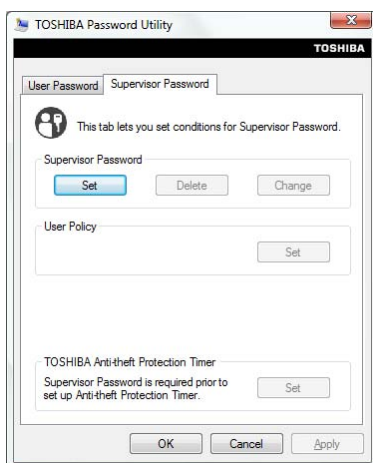 TOSHIBA Password Utility
TOSHIBA
User Password Supervisor Password
This tab lets you set conditions for Supervisor Password.
Supervisor Password
Set Delete Change
User Policy
Set
TOSHIBA Anti-theft Protection Timer
Supervisor Password is required prior to
set up Anti-theft Protection Timer.
Set
OK Cancel Apply